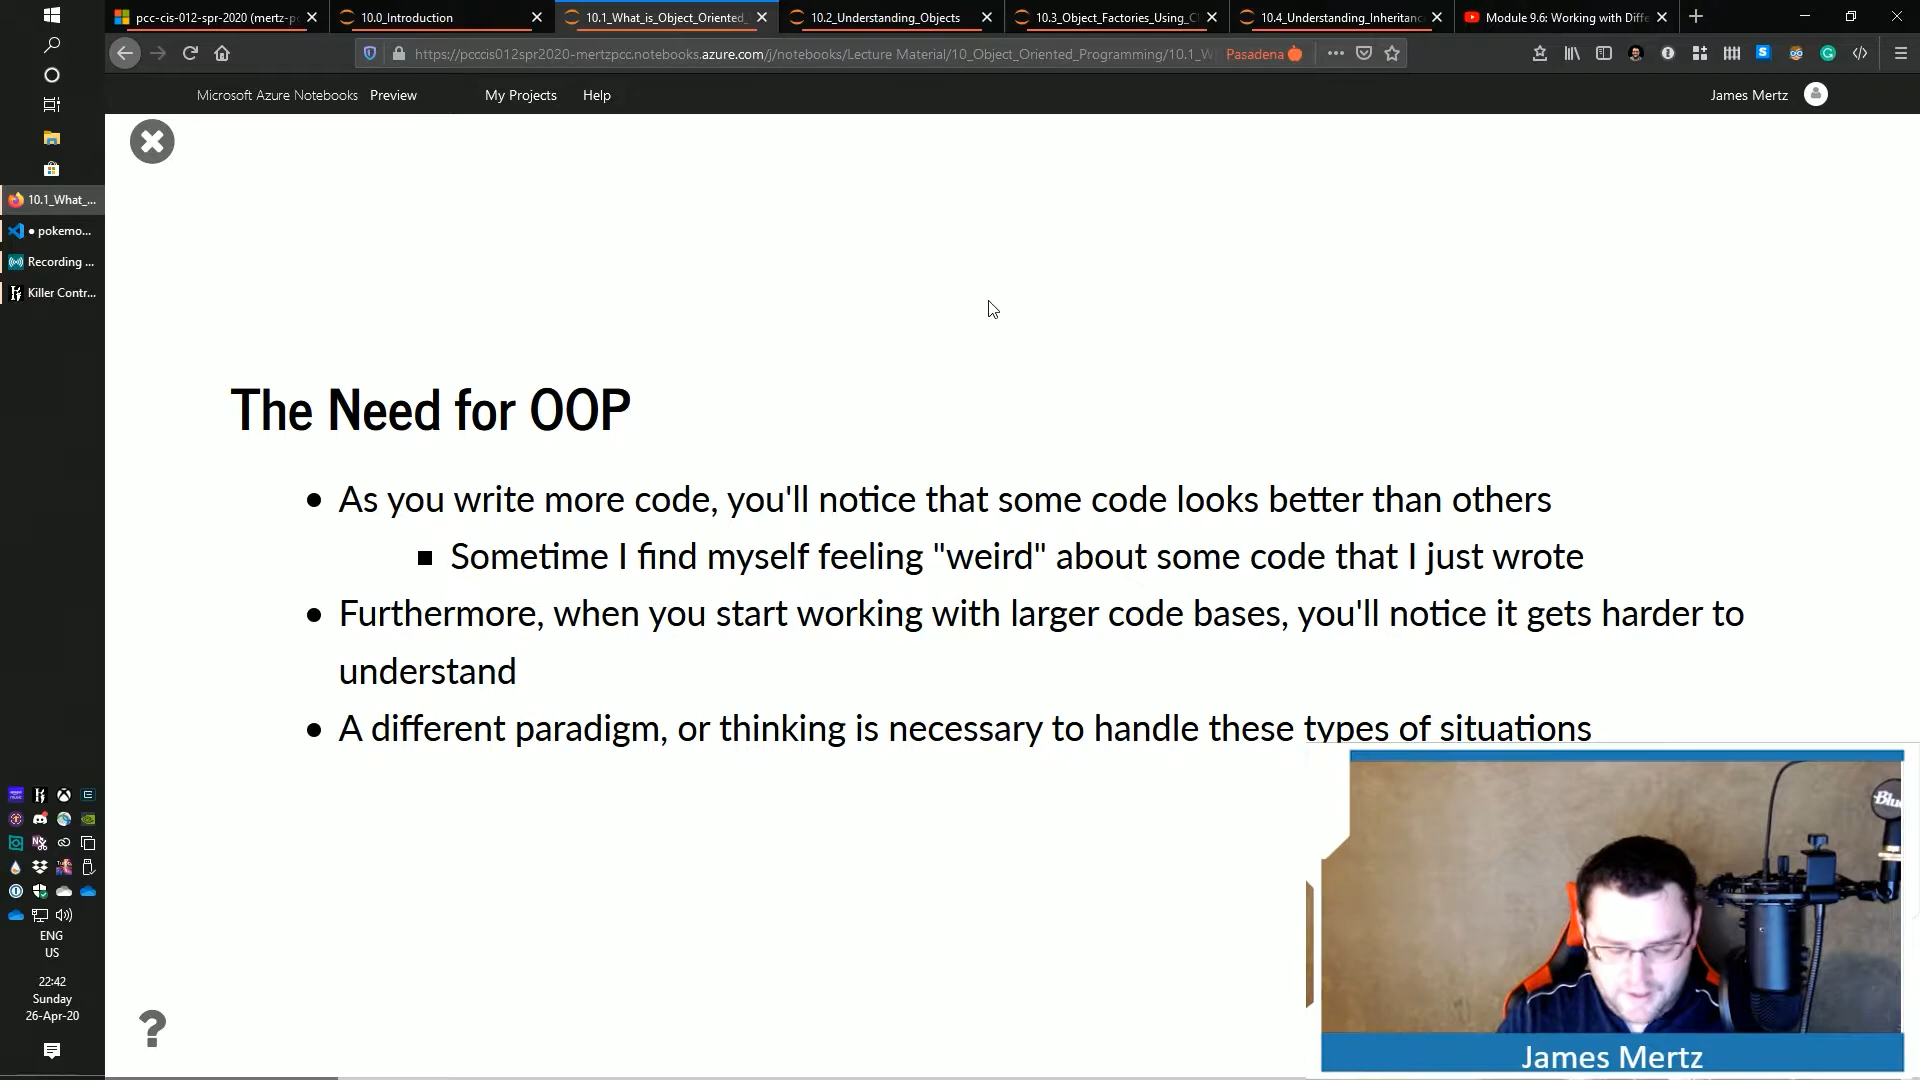 pcc-cis-012-spr-2020 (mertz-p
10.0_Introduction
10.1_What_is_Object_Oriented_
10.2_Understanding_Objects
10.3_Object_Factories_Using_Cl
10.4_Understanding_Inheritanc
Module 9.6: Working with Diffe
https://pcccis012spr2020-mertzpcc.notebooks.azure.com/j/notebooks/Lecture Material/10_Object_Oriented_Programming/10.1_W
Pasadena
Microsoft Azure Notebooks
Preview
My Projects
Help
James Mertz
10.1_What_...
● pokemo...
Recording ...
Killer Contr...
The Need for OOP
As you write more code, you'll notice that some code looks better than others
Sometime I find myself feeling "weird" about some code that I just wrote
Furthermore, when you start working with larger code bases, you'll notice it gets harder to
understand
A different paradigm, or thinking is necessary to handle these types of situations
ENG
US
22:42
Sunday
26-Apr-20
?
Blue
James Mertz